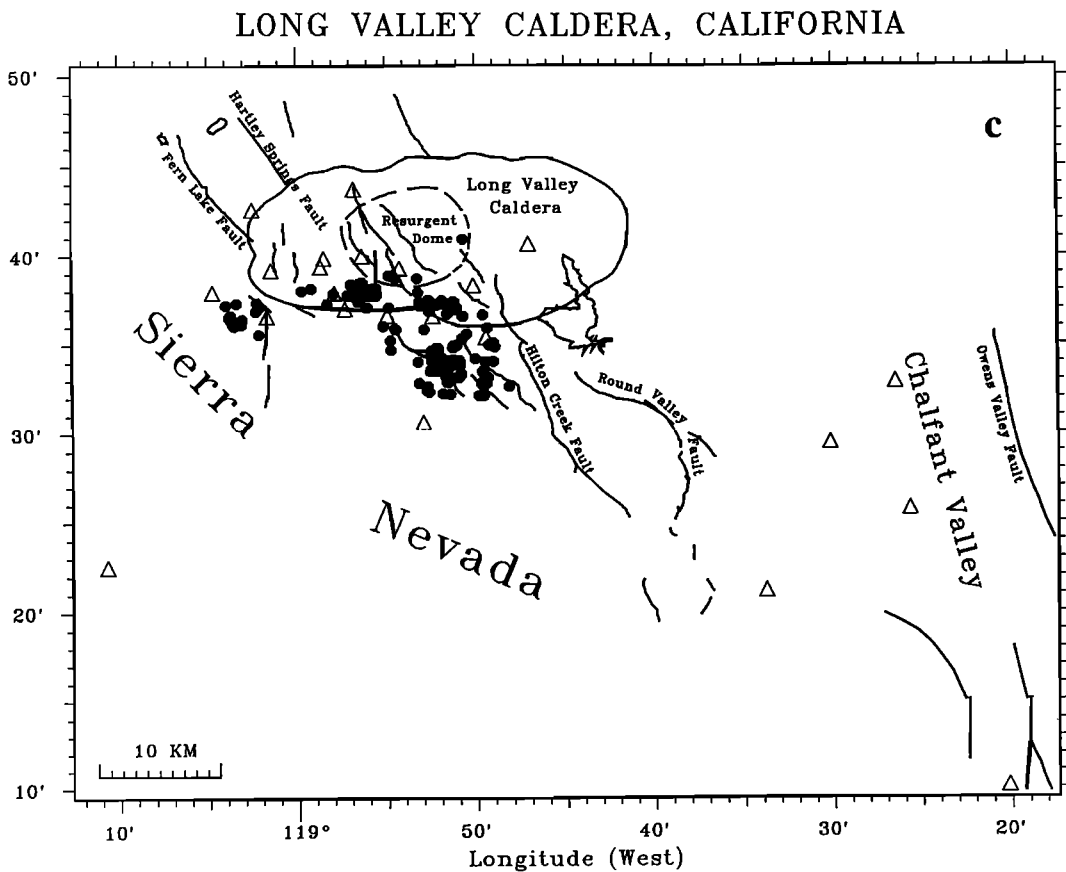 LONG VALLEY CALDERA, CALIFORNIA
50'
c
Hartley Springs Fault
Fern Lake Fault
Long Valley
Caldera
Resurgent
Dome
40'
Sierra
Hilton Creek Fault
Round Valley
Fault
Chalfant Valley
Owens Valley Fault
30'
Nevada
20'
10 KM
10'
10'
119°
50'
40'
30'
20'
Longitude (West)